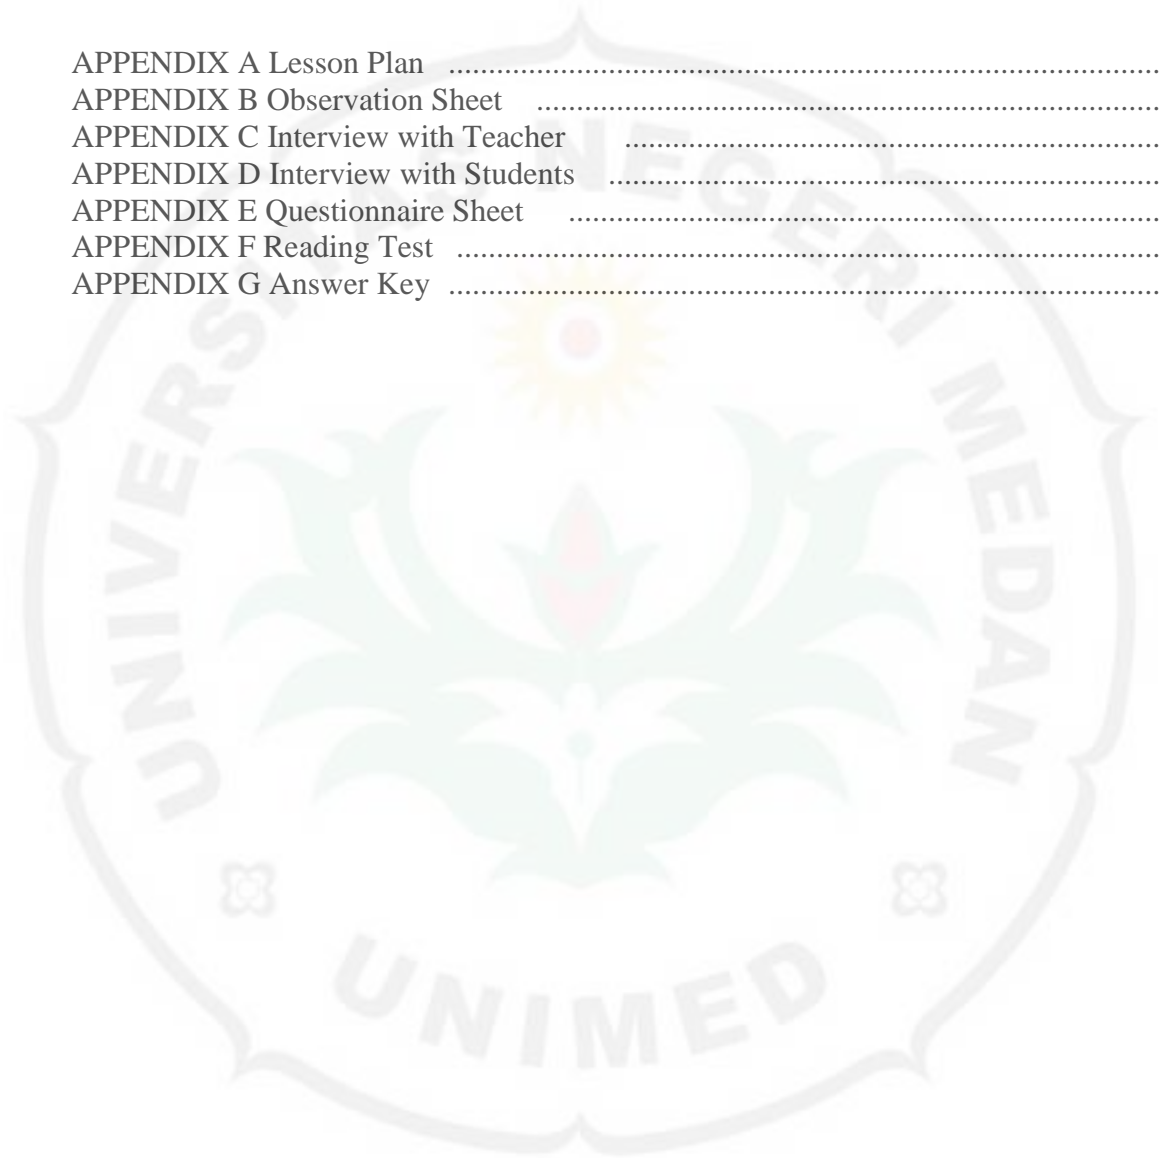 APPENDIX A Lesson Plan ..........................................................................................
APPENDIX B Observation Sheet ...............................................................................
APPENDIX C Interview with Teacher ....................................................................
APPENDIX D Interview with Students ......................................................................
APPENDIX E Questionnaire Sheet ...........................................................................
APPENDIX F Reading Test .........................................................................................
APPENDIX G Answer Key ..........................................................................................
UNIVERSITAS NEGERI MEDAN
UNIMED